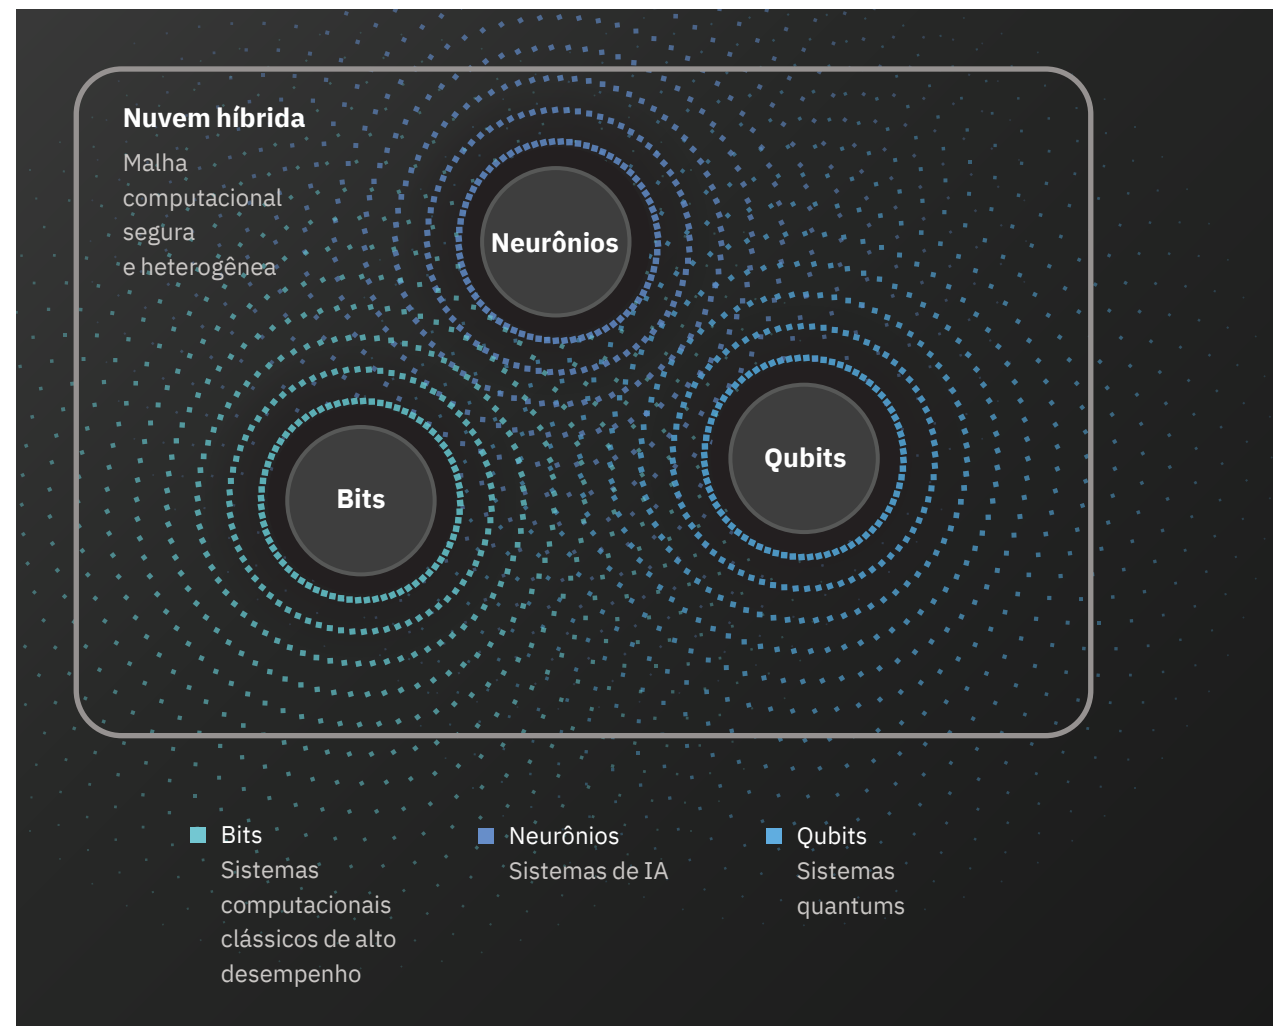 Nuvem híbrida
Malha
computacional
segura
e heterogênea
Neurônios
Qubits
Bits
Bits
Sistemas
computacionais
clássicos de alto
desempenho
Neurônios
Sistemas de IA
Qubits
Sistemas
quantums